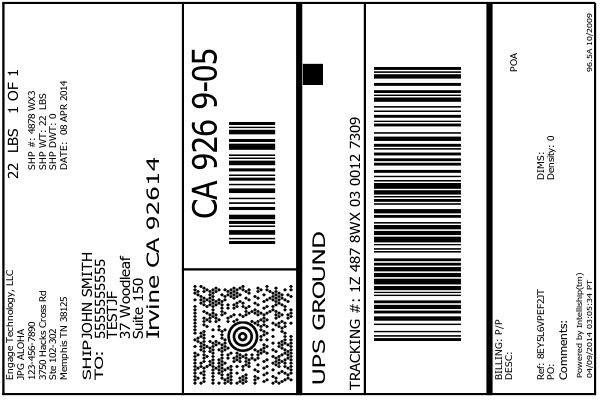 Engage Technology, LLC
JPG ALOHA
123-456-7890
3750 Hacks Cross Rd
Ste 102-302
Memphis TN 38125
22 LBS 1 OF 1
SHP #: 4878 WX3
SHP WT: 22 LBS
SHP DWT: 0
DATE: 08 APR 2014
SHIP
TO:
JOHN SMITH
5555555555
TESTJF
37 Woodleaf
Suite 150
Irvine CA 92614
CA 926 9-05
UPS GROUND
TRACKING #: 1Z 487 8WX 03 0012 7309
BILLING: P/P
DESC:
POA
Ref: 8EY5L6VPEF2JT
PO:
DIMS:
Density: 0
Comments:
Powered by Intelliship(tm)
04/09/2014 03:05:34 PT
96.5A 10/2009